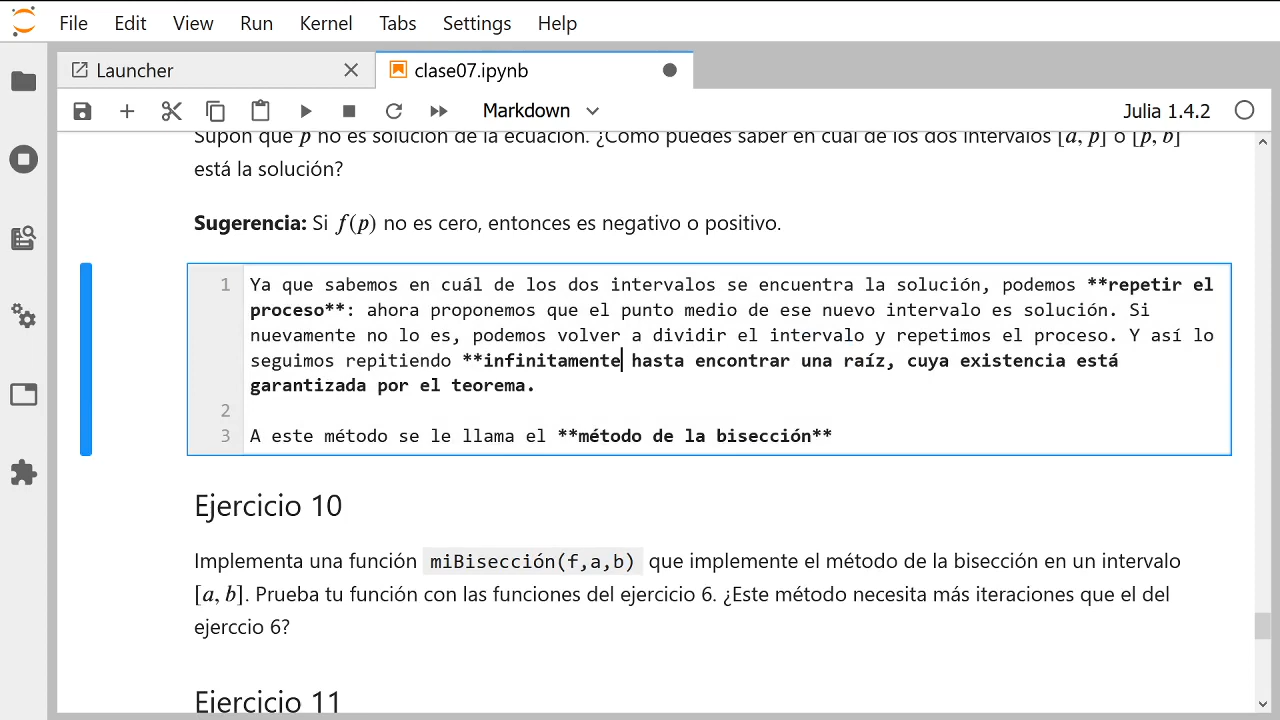 File Edit View Run Kernel Tabs Settings Help
Launcher
clase07.ipynb
Markdown
Julia 1.4.2
Supón que p no es solución de la ecuación. ¿Cómo puedes saber en cuál de los dos intervalos [a, p] o [p, b]
está la solución?
Sugerencia: Si f(p) no es cero, entonces es negativo o positivo.
1 Ya que sabemos en cuál de los dos intervalos se encuentra la solución, podemos **repetir el
proceso**: ahora proponemos que el punto medio de ese nuevo intervalo es solución. Si
nuevamente no lo es, podemos volver a dividir el intervalo y repetimos el proceso. Y así lo
seguimos repitiendo **infinitamente hasta encontrar una raíz, cuya existencia está
garantizada por el teorema.
2
3 A este método se le llama el **método de la bisección**
Ejercicio 10
Implementa una función miBisección(f,a,b) que implemente el método de la bisección en un intervalo
[a, b]. Prueba tu función con las funciones del ejercicio 6. ¿Este método necesita más iteraciones que el del
ejerccio 6?
Ejercicio 11